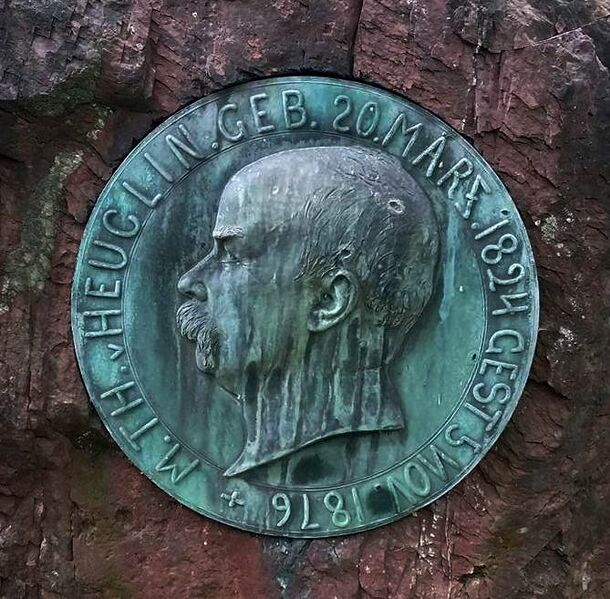 M. TH. v HEUGLIN. GEB. 20. MÄRZ. 1824 GEST 5 NOV. 1876 +